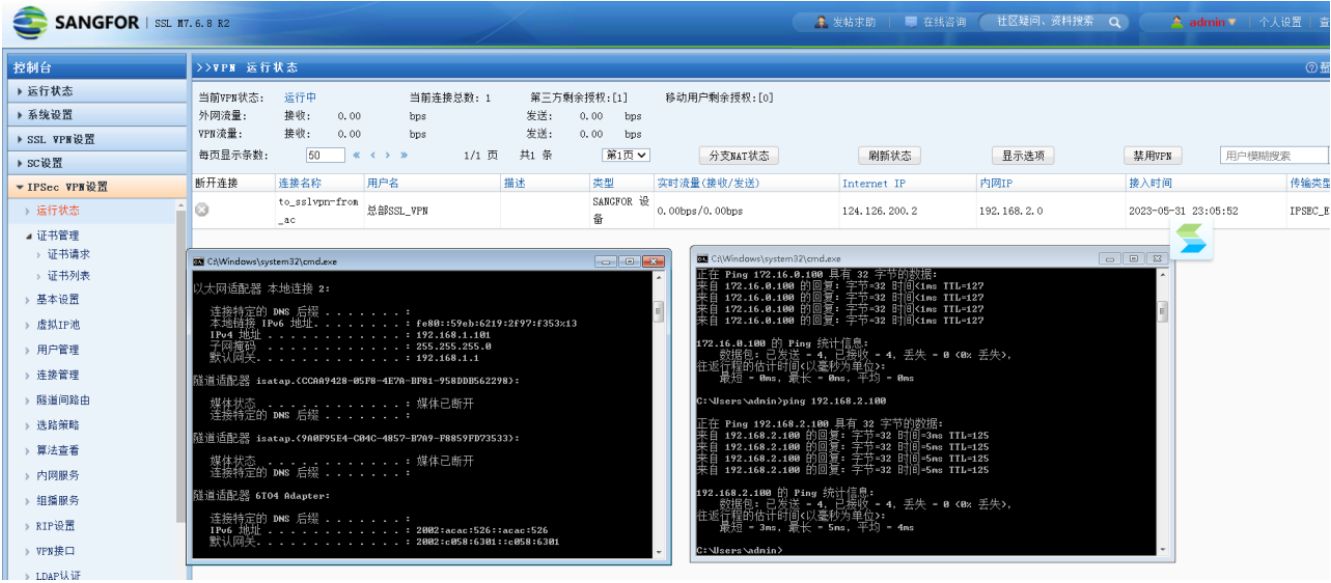 SANGFOR | SSL M7.6.8 R2
发帖求助 在线咨询 社区疑问、资料搜索 admin 个人设置 查
控制台
>>VPN 运行状态
运行状态
系统设置
SSL VPN设置
SC设置
IPSec VPN设置
运行状态
证书管理
证书请求
证书列表
基本设置
虚拟IP池
用户管理
连接管理
隧道间路由
选路策略
算法查看
内网服务
组播服务
RIP设置
VPN接口
LDAP认证
当前VPN状态: 运行中 当前连接总数: 1 第三方剩余授权:[1] 移动用户剩余授权:[0]
外网流量: 接收: 0.00 bps 发送: 0.00 bps
VPN流量: 接收: 0.00 bps 发送: 0.00 bps
每页显示条数: 50 « ‹ › » 1/1 页 共1 条 第1页 分支NAT状态 刷新状态 显示选项 禁用VPN 用户模糊搜索
断开连接 连接名称 用户名 描述 类型 实时流量(接收/发送) Internet IP 内网IP 接入时间 传输类型
to_sslvpn-from_ac 总部SSL_VPN SANGFOR 设备 0.00bps/0.00bps 124.126.200.2 192.168.2.0 2023-05-31 23:05:52 IPSEC_E
C:\Windows\system32\cmd.exe
以太网适配器 本地连接 2:
连接特定的 DNS 后缀 . . . . . . . :
本地链接 IPv6 地址. . . . . . . . : fe80::59eb:6219:2f97:f353%13
IPv4 地址 . . . . . . . . . . . . : 192.168.1.101
子网掩码 . . . . . . . . . . . . : 255.255.255.0
默认网关. . . . . . . . . . . . . : 192.168.1.1
隧道适配器 isatap.{CCAA9428-05F8-4E7A-BF81-958DDB562298}:
媒体状态 . . . . . . . . . . . . : 媒体已断开
连接特定的 DNS 后缀 . . . . . . . :
隧道适配器 isatap.{9A0F95E4-C04C-4857-B7A9-F8859FD73533}:
媒体状态 . . . . . . . . . . . . : 媒体已断开
连接特定的 DNS 后缀 . . . . . . . :
隧道适配器 6TO4 Adapter:
连接特定的 DNS 后缀 . . . . . . . :
IPv6 地址 . . . . . . . . . . . . : 2002:acac:526::acac:526
默认网关. . . . . . . . . . . . . : 2002:c058:6301::c058:6301
C:\Windows\system32\cmd.exe
正在 Ping 172.16.0.100 具有 32 字节的数据:
来自 172.16.0.100 的回复: 字节=32 时间<1ms TTL=127
来自 172.16.0.100 的回复: 字节=32 时间<1ms TTL=127
来自 172.16.0.100 的回复: 字节=32 时间<1ms TTL=127
来自 172.16.0.100 的回复: 字节=32 时间<1ms TTL=127
172.16.0.100 的 Ping 统计信息:
数据包: 已发送 = 4, 已接收 = 4, 丢失 = 0 (0% 丢失),
往返行程的估计时间(以毫秒为单位):
最短 = 0ms, 最长 = 0ms, 平均 = 0ms
C:\Users\admin>ping 192.168.2.100
正在 Ping 192.168.2.100 具有 32 字节的数据:
来自 192.168.2.100 的回复: 字节=32 时间=3ms TTL=125
来自 192.168.2.100 的回复: 字节=32 时间=5ms TTL=125
来自 192.168.2.100 的回复: 字节=32 时间=5ms TTL=125
来自 192.168.2.100 的回复: 字节=32 时间=5ms TTL=125
192.168.2.100 的 Ping 统计信息:
数据包: 已发送 = 4, 已接收 = 4, 丢失 = 0 (0% 丢失),
往返行程的估计时间(以毫秒为单位):
最短 = 3ms, 最长 = 5ms, 平均 = 4ms
C:\Users\admin>